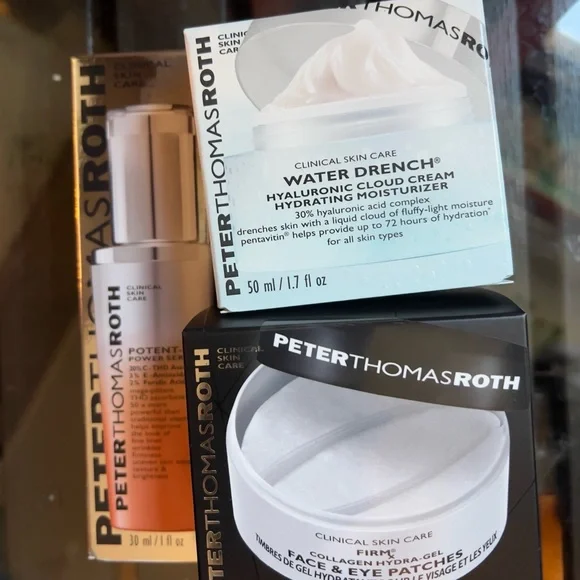 PETERTHOMASROTH
CLINICAL
SKIN
CARE
PETERTHOMASROTH
CLINICAL
SKIN
CARE
POTENT-
POWER SER
30 ml / 1 fl oz
PETERTHOMASROTH
CLINICAL SKIN CARE
WATER DRENCH®
HYALURONIC CLOUD CREAM
HYDRATING MOISTURIZER
30% hyaluronic acid complex
drenches skin with a liquid cloud of fluffy-light moisture
pentavitin® helps provide up to 72 hours of hydration*
for all skin types
50 ml / 1.7 fl oz
PETERTHOMASROTH
CLINICAL
SKIN
CARE
PETERTHOMASROTH
CLINICAL SKIN CARE
FIRMX®
COLLAGEN HYDRA-GEL
FACE & EYE PATCHES